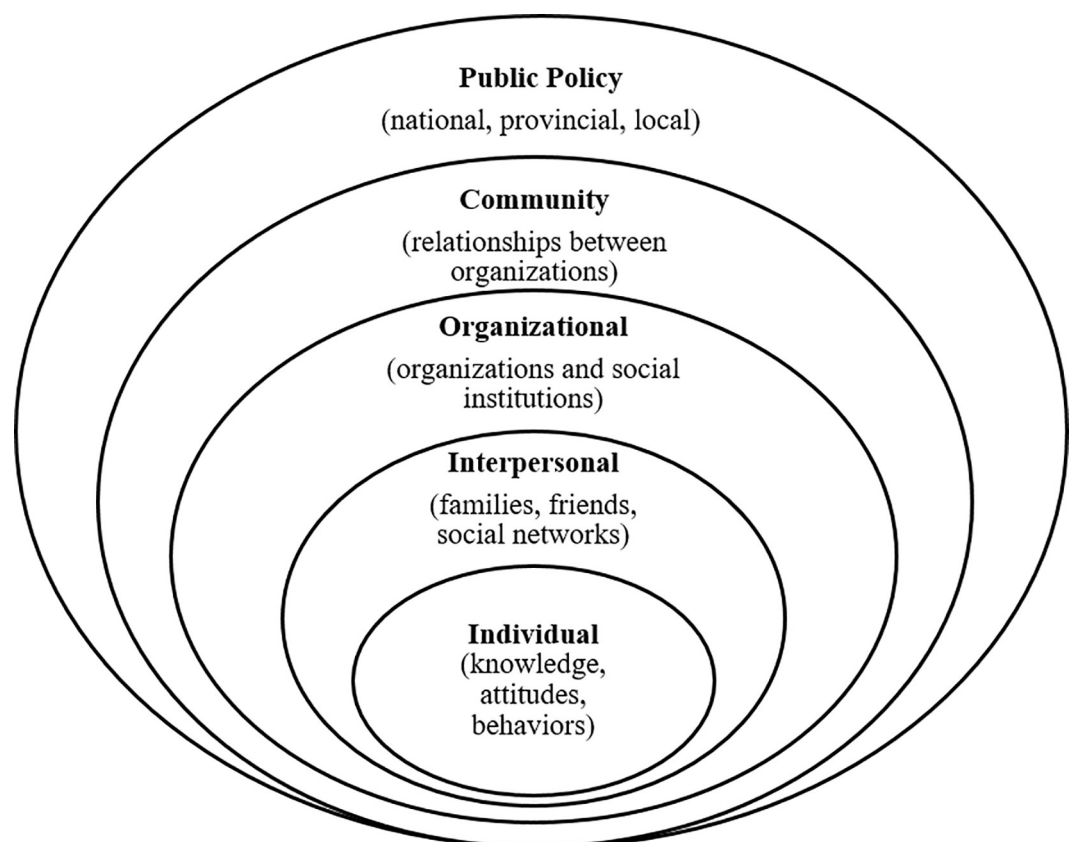 Public Policy
(national, provincial, local)
Community
(relationships between
organizations)
Organizational
(organizations and social
institutions)
Interpersonal
(families, friends,
social networks)
Individual
(knowledge,
attitudes,
behaviors)